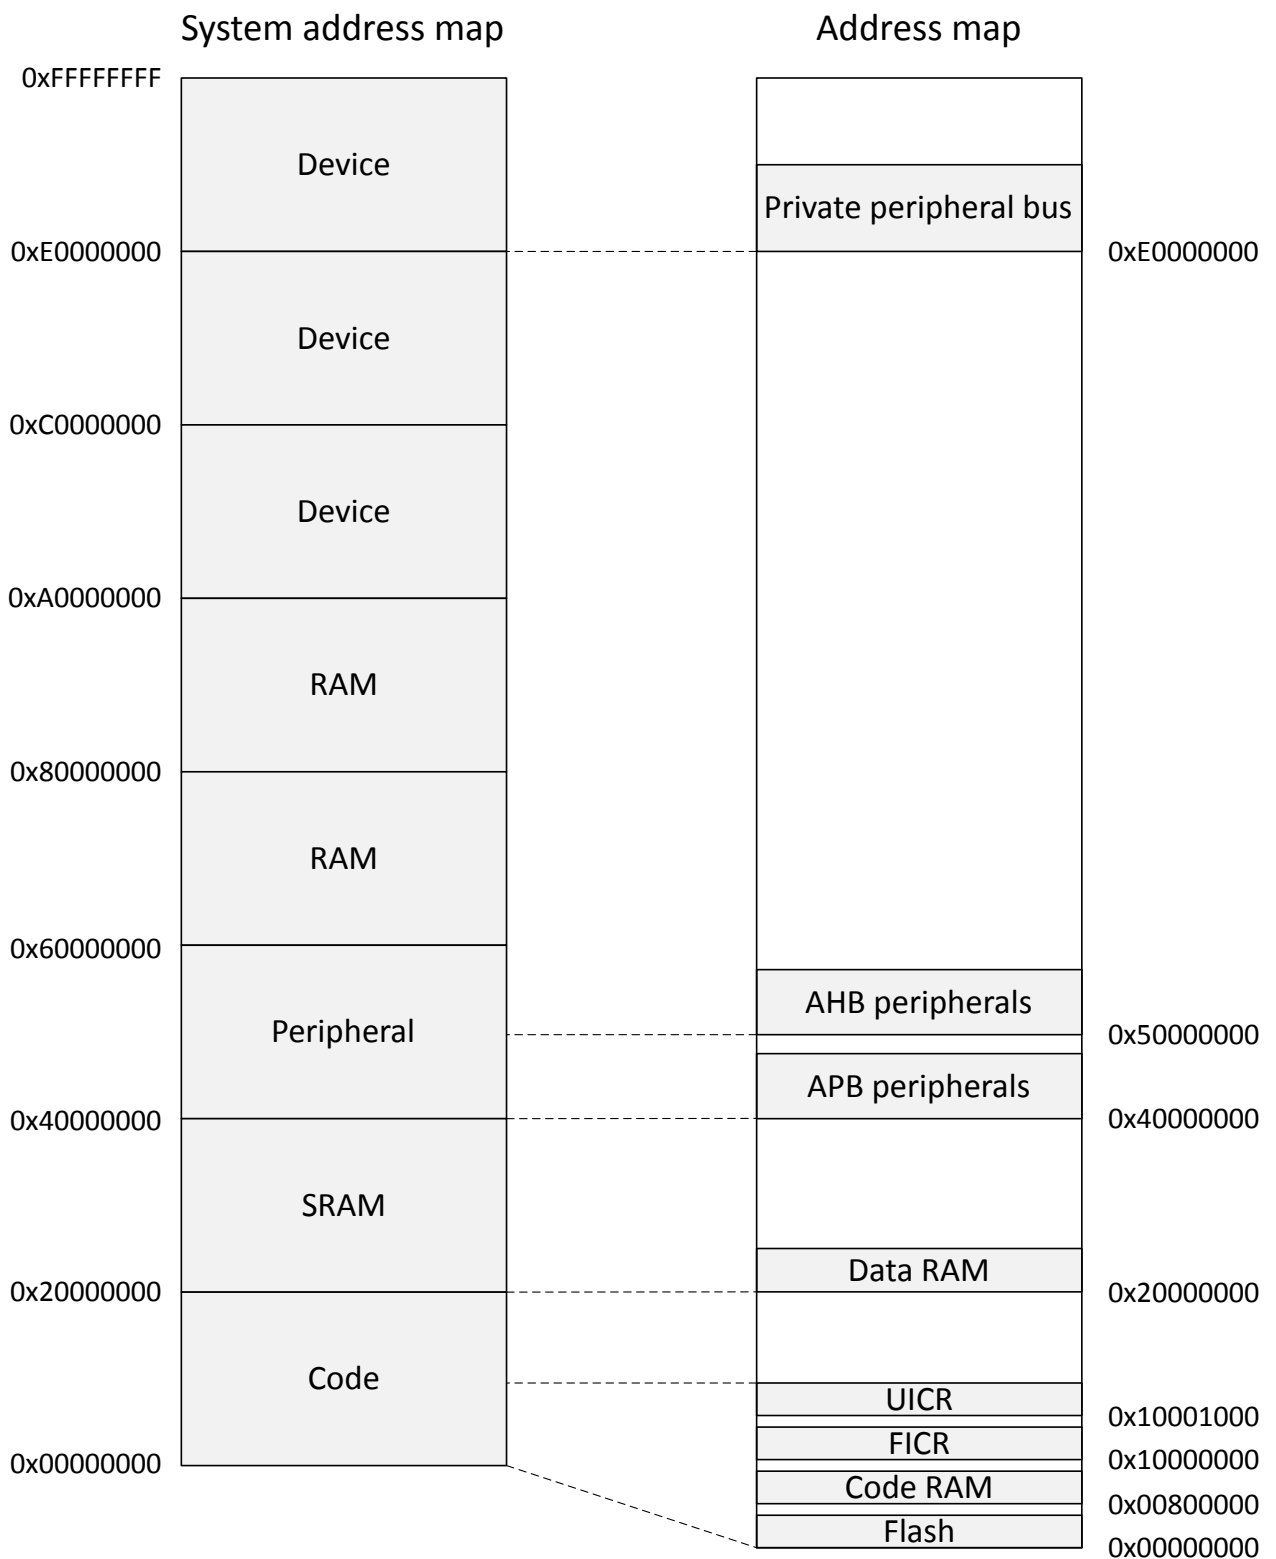 System address map
Address map
0xFFFFFFFF
Device
Private peripheral bus
0xE0000000
0xE0000000
Device
0xC0000000
Device
0xA0000000
RAM
0x80000000
RAM
0x60000000
AHB peripherals
Peripheral
0x50000000
APB peripherals
0x40000000
0x40000000
SRAM
Data RAM
0x20000000
0x20000000
Code
UICR
0x10001000
FICR
0x10000000
0x00000000
Code RAM
0x00800000
Flash
0x00000000